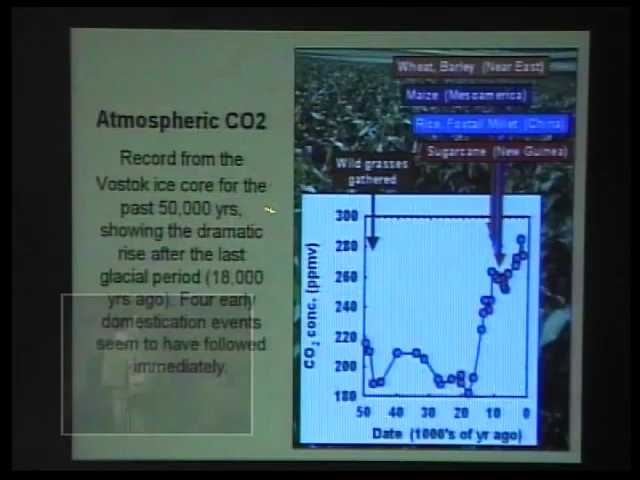 Atmospheric CO2
Record from the
Vostok ice core for the
past 50,000 yrs,
showing the dramatic
rise after the last
glacial period (18,000
yrs ago). Four early
domestication events
seem to have followed
immediately.
Wheat, Barley (Near East)
Maize (Mesoamerica)
Rice, Foxtail Millet (China)
Sugarcane (New Guinea)
Wild grasses
gathered
CO2 conc. (ppmv)
300
280
260
240
220
200
180
50 40 30 20 10 0
Date (1000's of yr ago)